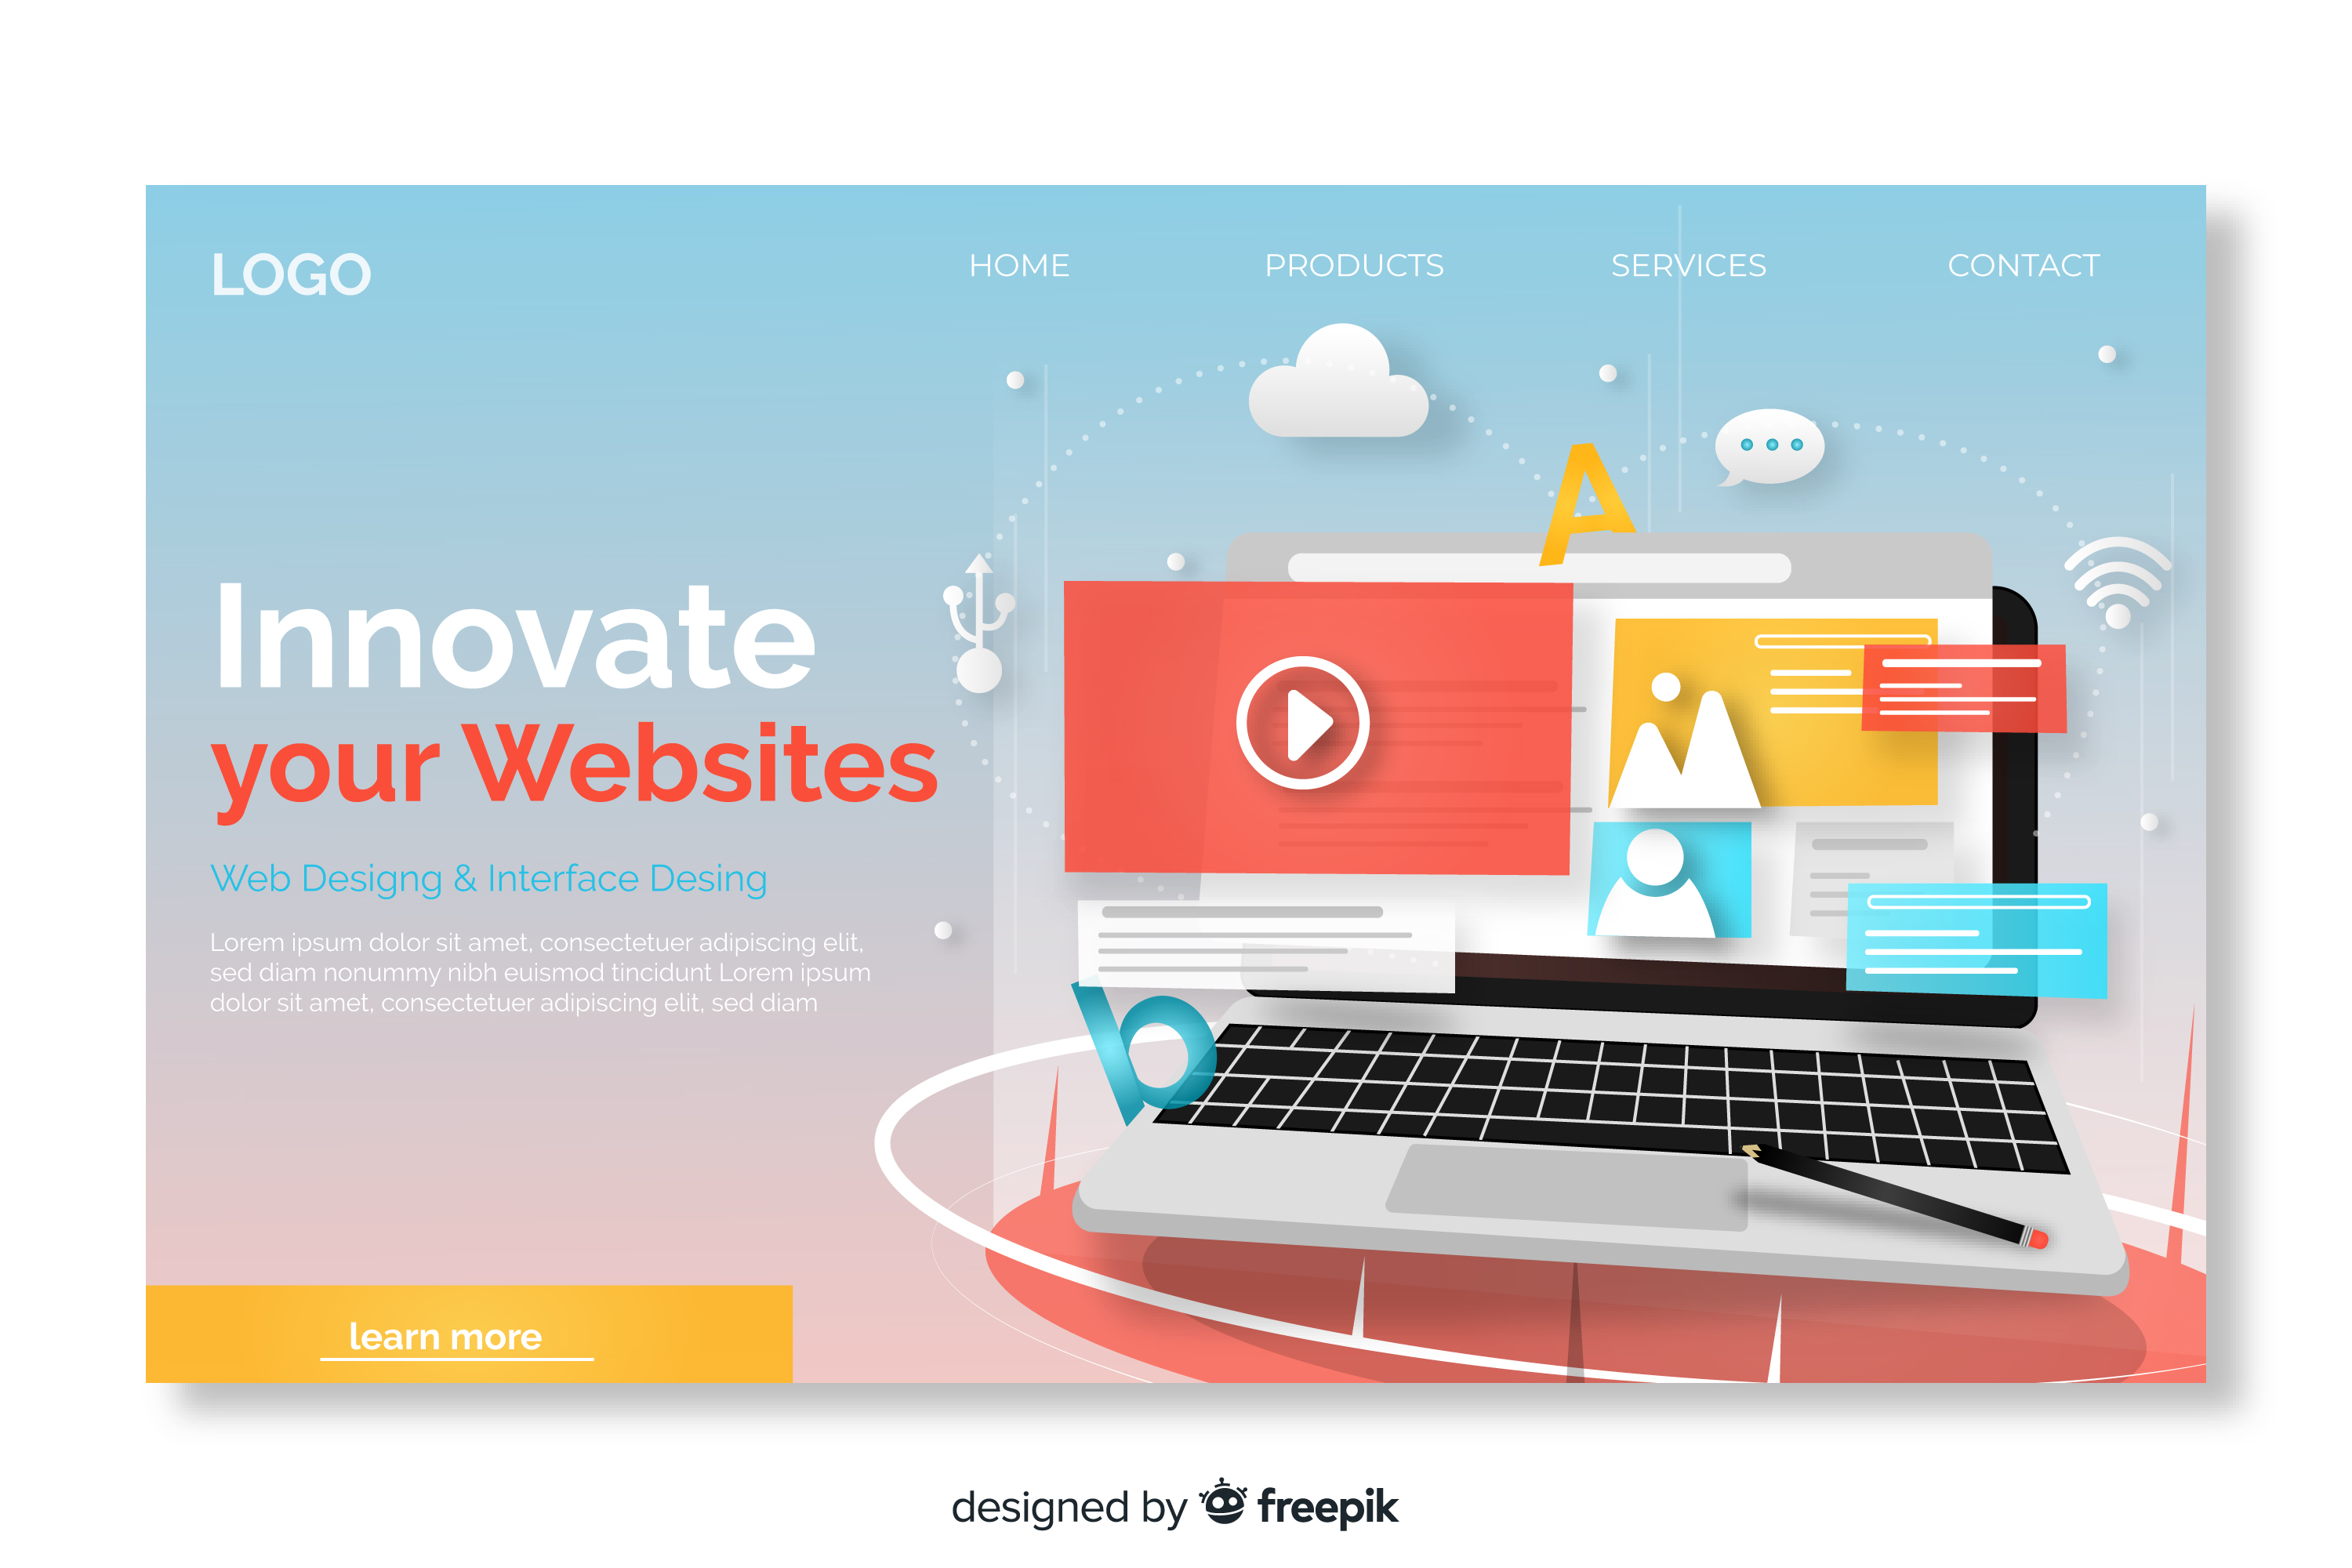 LOGO
HOME PRODUCTS SERVICES CONTACT
A
Innovate
your Websites
Web Designg & Interface Desing
Lorem ipsum dolor sit amet, consectetuer adipiscing elit,
sed diam nonummy nibh euismod tincidunt Lorem ipsum
dolor sit amet, consectetuer adipiscing elit, sed diam
b
learn more
designed by freepik